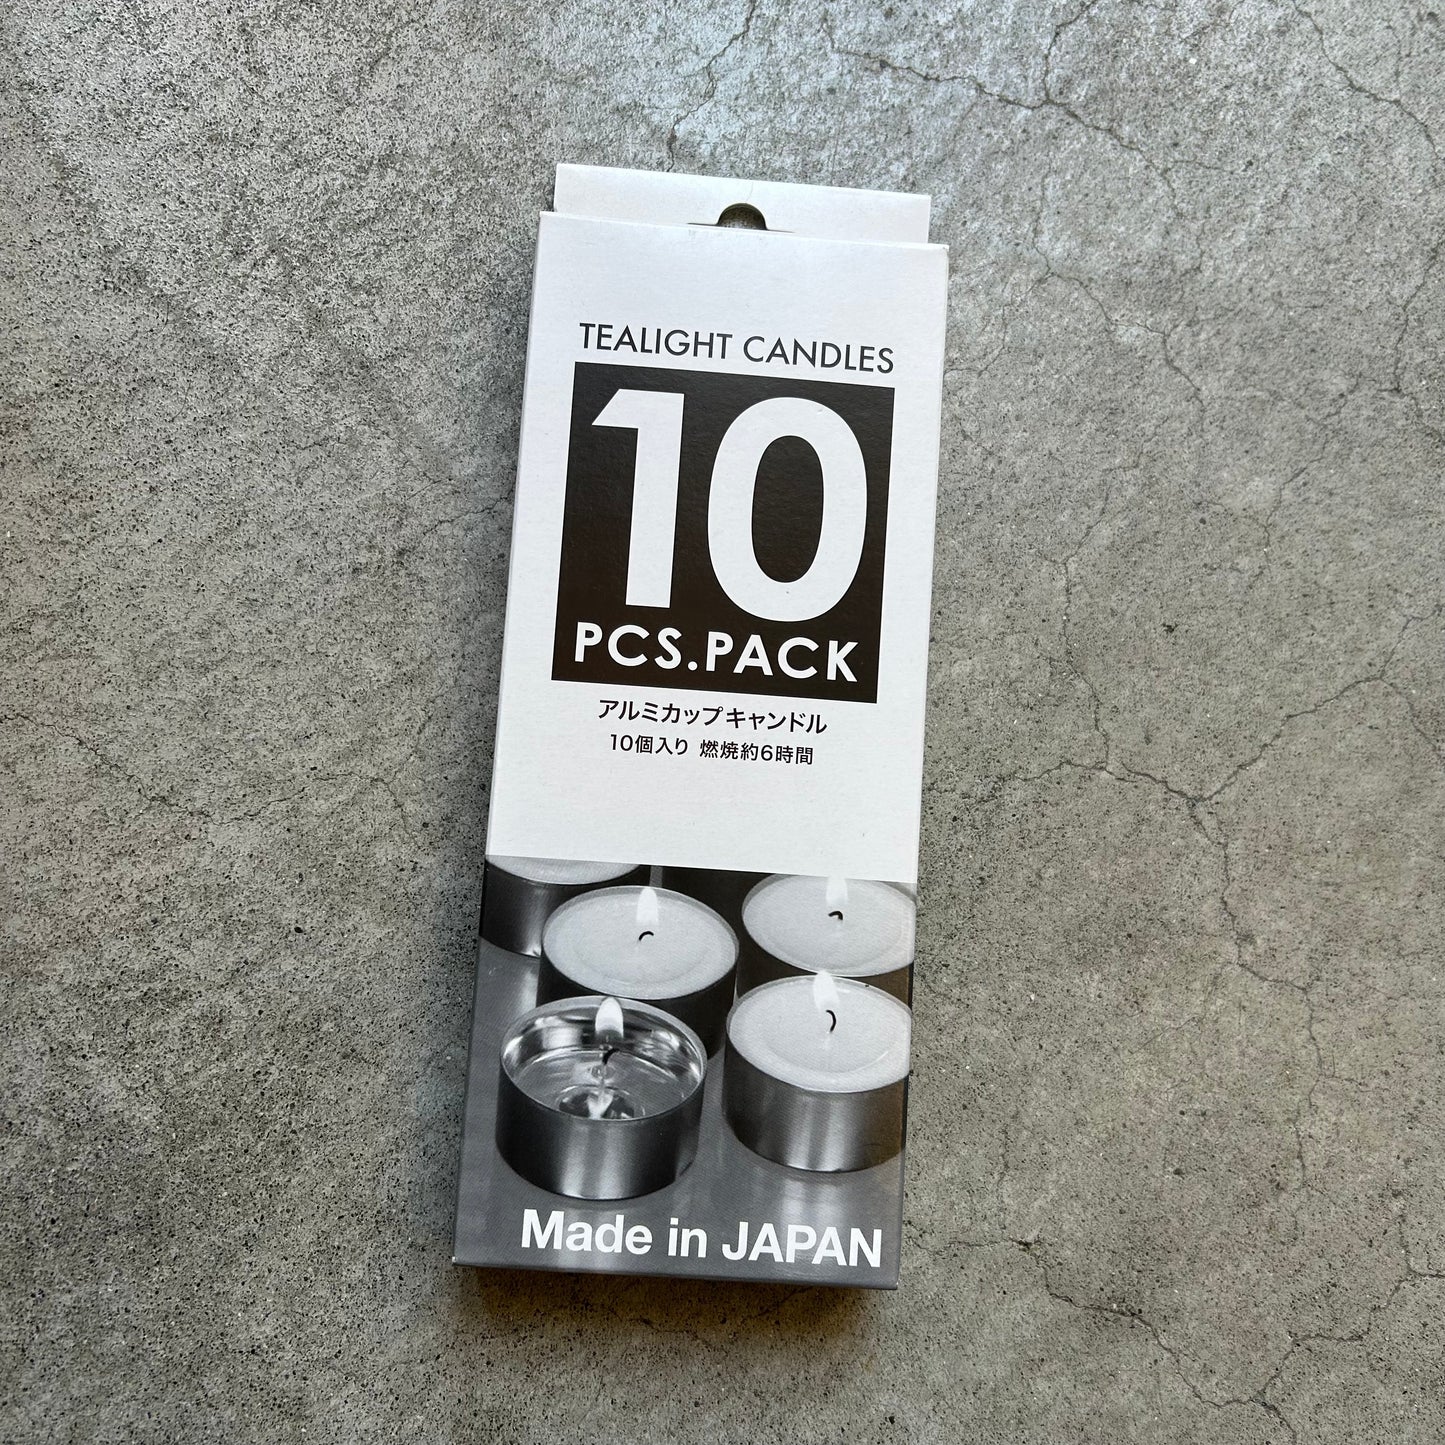 TEALIGHT CANDLES
10
PCS.PACK
アルミカップキャンドル
10個入り 燃焼約6時間
Made in JAPAN